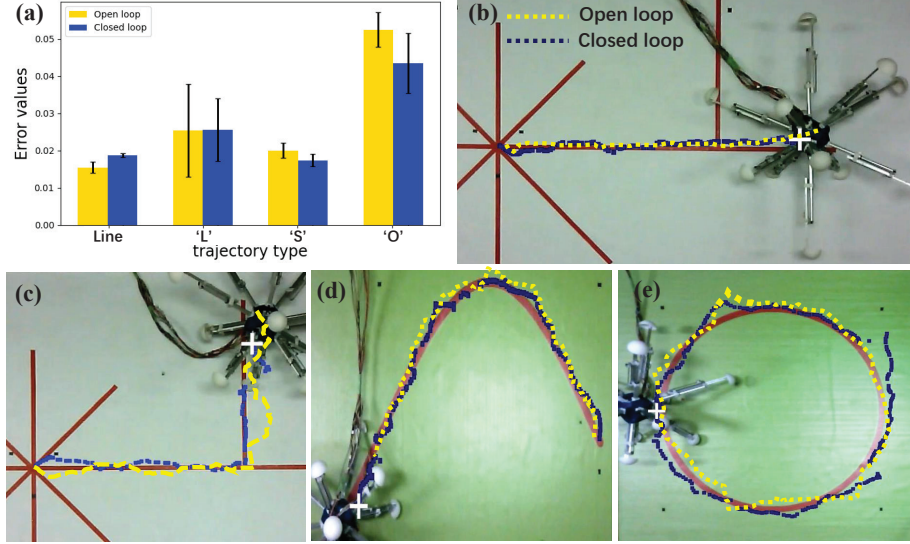 (a)
Open loop
Closed loop
Error values
0.05
0.04
0.03
0.02
0.01
0.00
Line
‘L’
‘S’
‘O’
trajectory type
(b)
Open loop
Closed loop
(c)
(d)
(e)